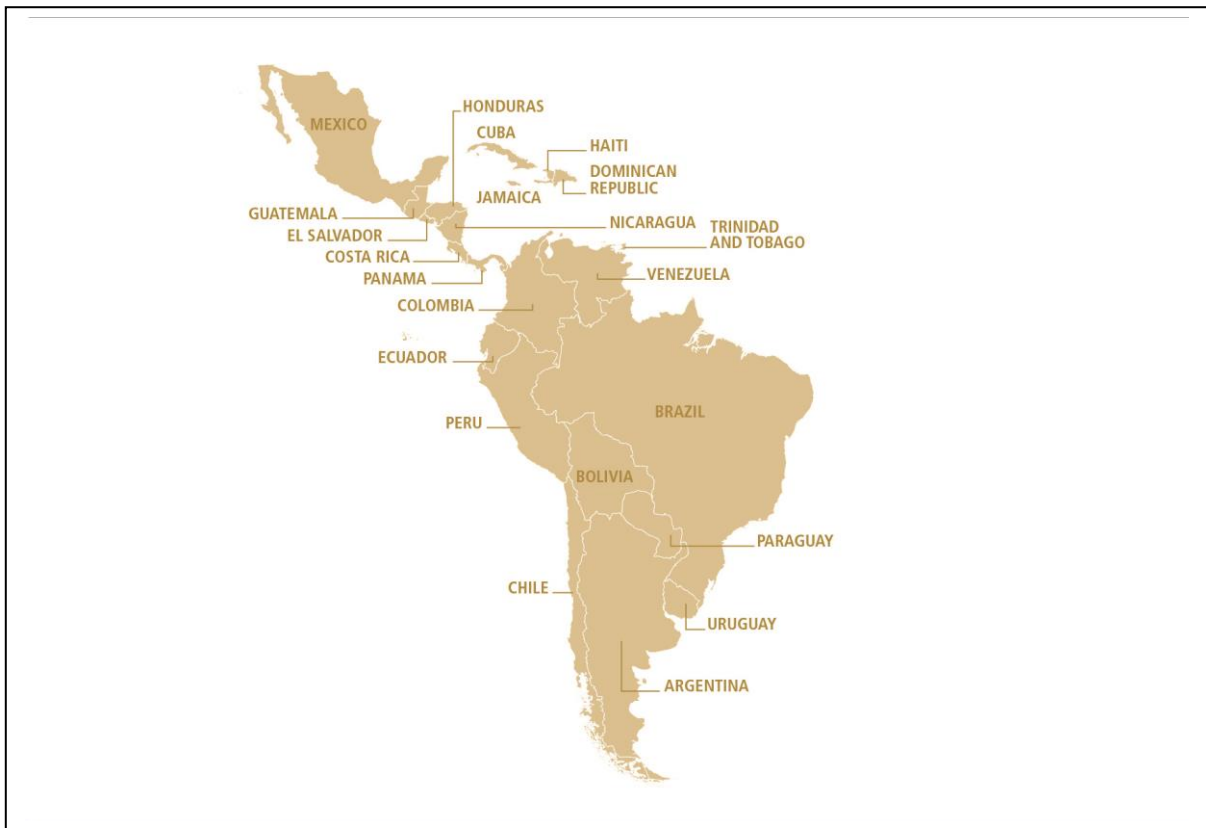 HONDURAS
MEXICO
CUBA
HAITI
DOMINICAN
REPUBLIC
JAMAICA
GUATEMALA
NICARAGUA
TRINIDAD
AND TOBAGO
EL SALVADOR
COSTA RICA
PANAMA
VENEZUELA
COLOMBIA
ECUADOR
BRAZIL
PERU
BOLIVIA
PARAGUAY
CHILE
URUGUAY
ARGENTINA